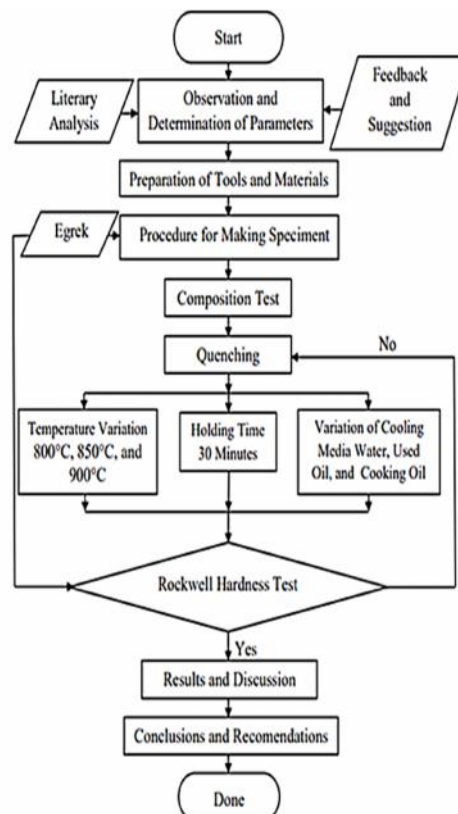 Start
Literary
Analysis
Observation and
Determination of Parameters
Feedback
and
Suggestion
Preparation of Tools and Materials
Egrek
Procedure for Making Speciment
Composition Test
Quenching
No
Temperature Variation
800°C, 850°C, and
900°C
Holding Time
30 Minutes
Variation of Cooling
Media Water, Used
Oil, and Cooking Oil
Rockwell Hardness Test
Yes
Results and Discussion
Conclusions and Recomendations
Done